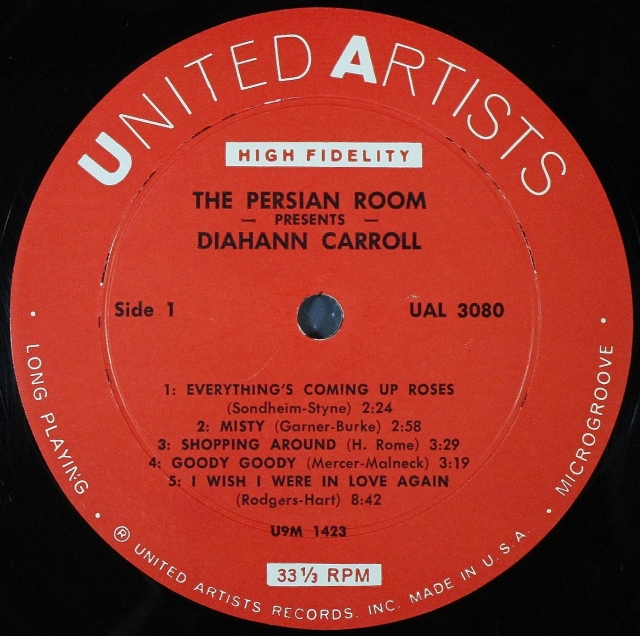 UNITED ARTISTS
HIGH FIDELITY
THE PERSIAN ROOM
— PRESENTS —
DIAHANN CARROLL
Side 1
UAL 3080
1: EVERYTHING'S COMING UP ROSES
(Sondheim-Styne) 2:24
2: MISTY (Garner-Burke) 2:58
3: SHOPPING AROUND (H. Rome) 3:29
4: GOODY GOODY (Mercer-Malneck) 3:19
5: I WISH I WERE IN LOVE AGAIN
(Rodgers-Hart) 8:42
U9M 1423
33 1/3 RPM
· LONG PLAYING · ® UNITED ARTISTS RECORDS. INC. MADE IN U.S.A. · MICROGROOVE ·